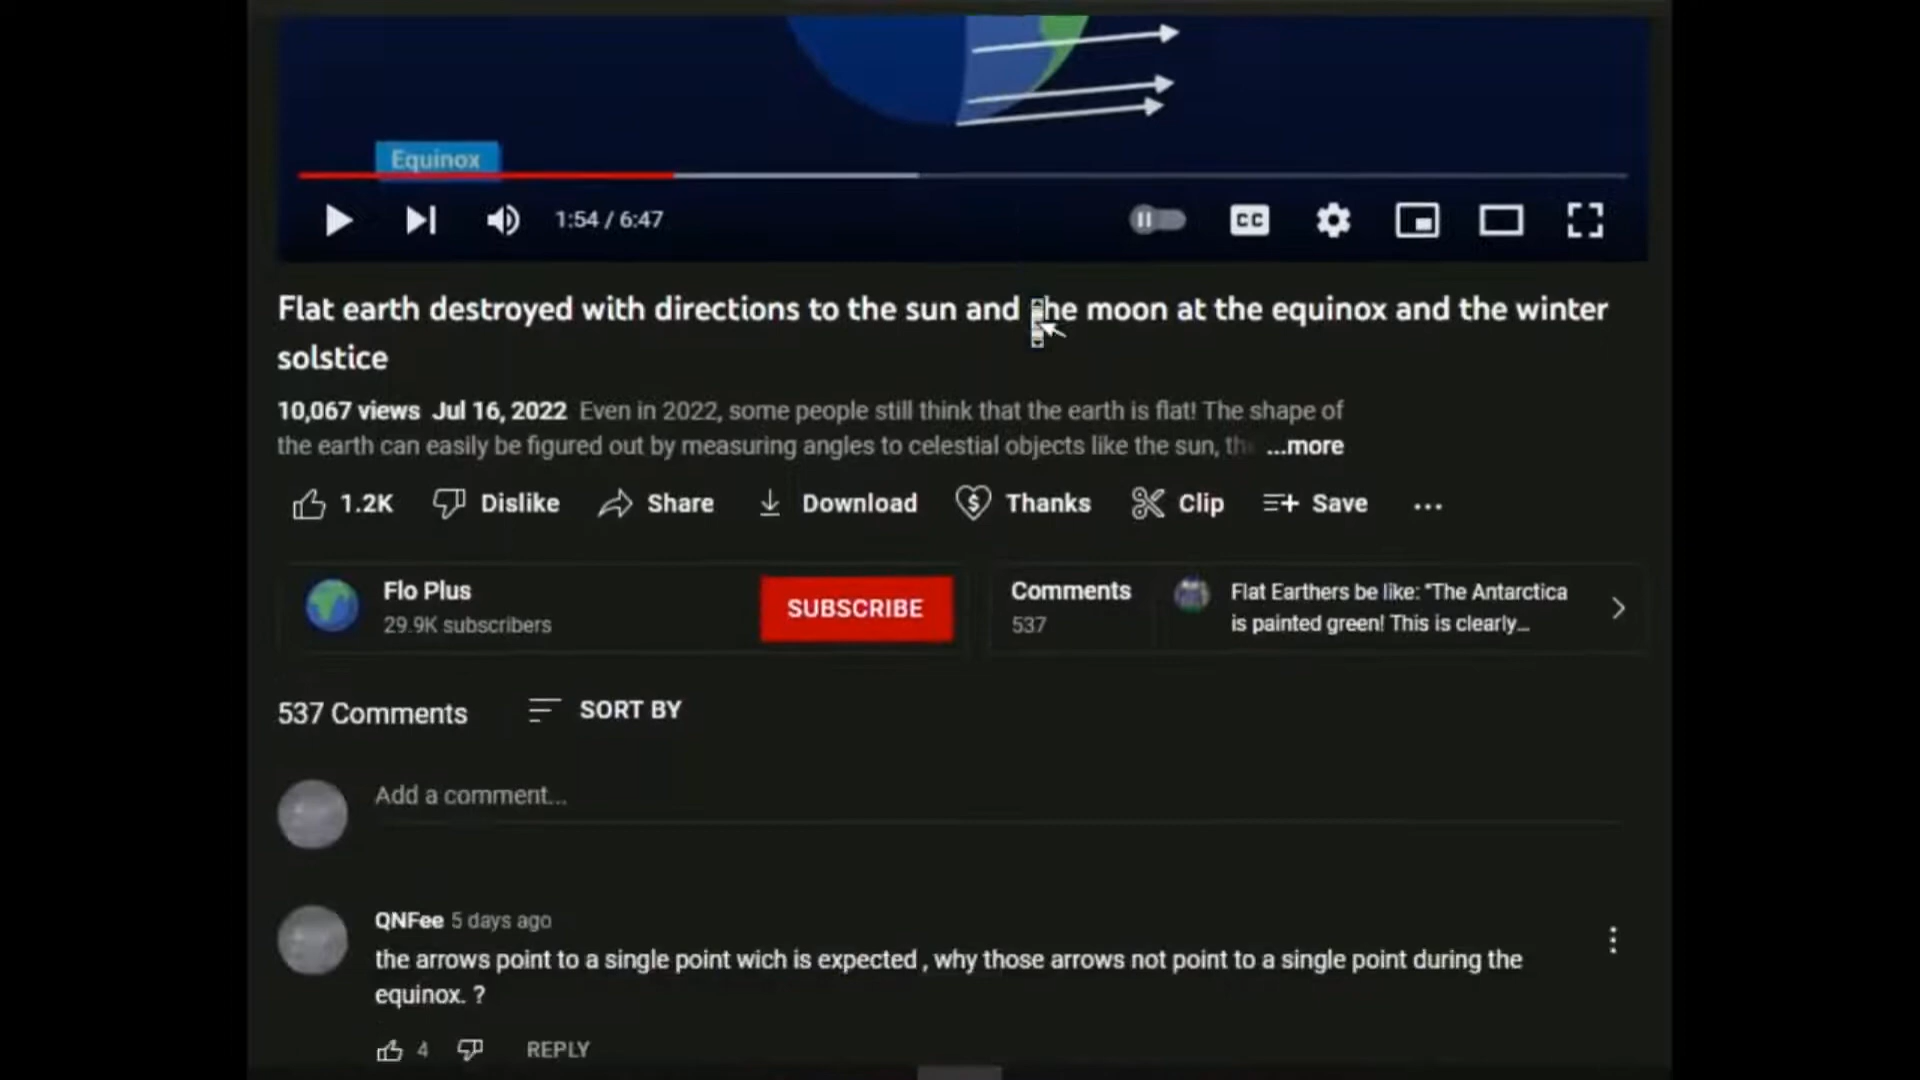 Equinox
1:54 / 6:47
CC
Flat earth destroyed with directions to the sun and the moon at the equinox and the winter
solstice
10,067 views Jul 16, 2022 Even in 2022, some people still think that the earth is flat! The shape of
the earth can easily be figured out by measuring angles to celestial objects like the sun, the ...more
1.2K Dislike Share Download Thanks Clip Save ...
Flo Plus
29.9K subscribers
SUBSCRIBE
Comments
537
Flat Earthers be like: "The Antarctica
is painted green! This is clearly...
537 Comments SORT BY
Add a comment...
QNFee 5 days ago
the arrows point to a single point wich is expected , why those arrows not point to a single point during the
equinox. ?
4 REPLY